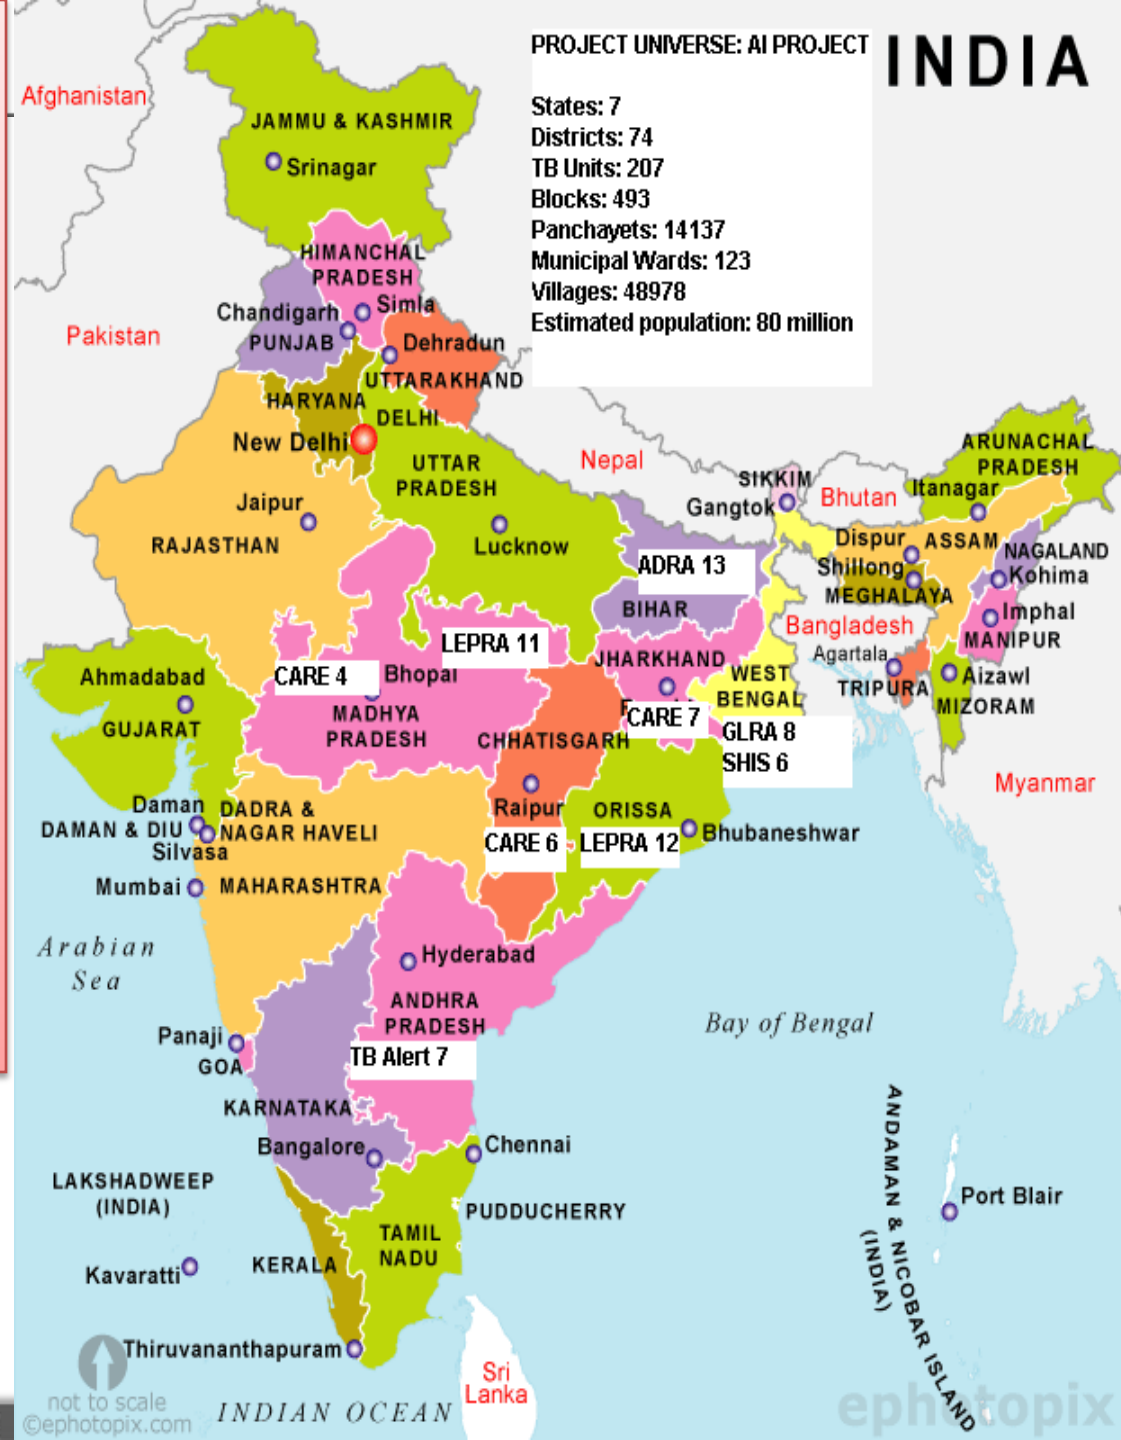 PROJECT UNIVERSE: AI PROJECT
INDIA
States: 7
Districts: 74
TB Units: 207
Blocks: 493
Panchayets: 14137
Municipal Wards: 123
Villages: 48978
Estimated population: 80 million
Afghanistan
JAMMU & KASHMIR
Srinagar
HIMANCHAL
PRADESH
Simla
Chandigarh
PUNJAB
Pakistan
Dehradun
UTTARAKHAND
HARYANA
DELHI
New Delhi
UTTAR
PRADESH
Lucknow
Jaipur
RAJASTHAN
Nepal
SIKKIM
Gangtok
Bhutan
ARUNACHAL
PRADESH
Itanagar
Dispur
ASSAM
NAGALAND
Shillong
Kohima
MEGHALAYA
Imphal
MANIPUR
Bangladesh
Agartala
TRIPURA
Aizawl
MIZORAM
Myanmar
ADRA 13
BIHAR
LEPRA 11
CARE 4
Bhopal
MADHYA
PRADESH
JHARKHAND
CARE 7
WEST
BENGAL
GLRA 8
SHIS 6
Ahmadabad
GUJARAT
CHHATISGARH
Raipur
CARE 6
ORISSA
LEPRA 12
Bhubaneshwar
Daman
DAMAN & DIU
DADRA &
NAGAR HAVELI
Silvasa
Mumbai
MAHARASHTRA
Arabian
Sea
Hyderabad
ANDHRA
PRADESH
TB Alert 7
Bay of Bengal
Panaji
GOA
KARNATAKA
Bangalore
Chennai
LAKSHADWEEP
(INDIA)
Kavaratti
PUDDUCHERRY
TAMIL
NADU
KERALA
Thiruvananthapuram
ANDAMAN & NICOBAR ISLAND
(INDIA)
Port Blair
Sri
Lanka
INDIAN OCEAN
not to scale
©ephotopix.com
ephotopix